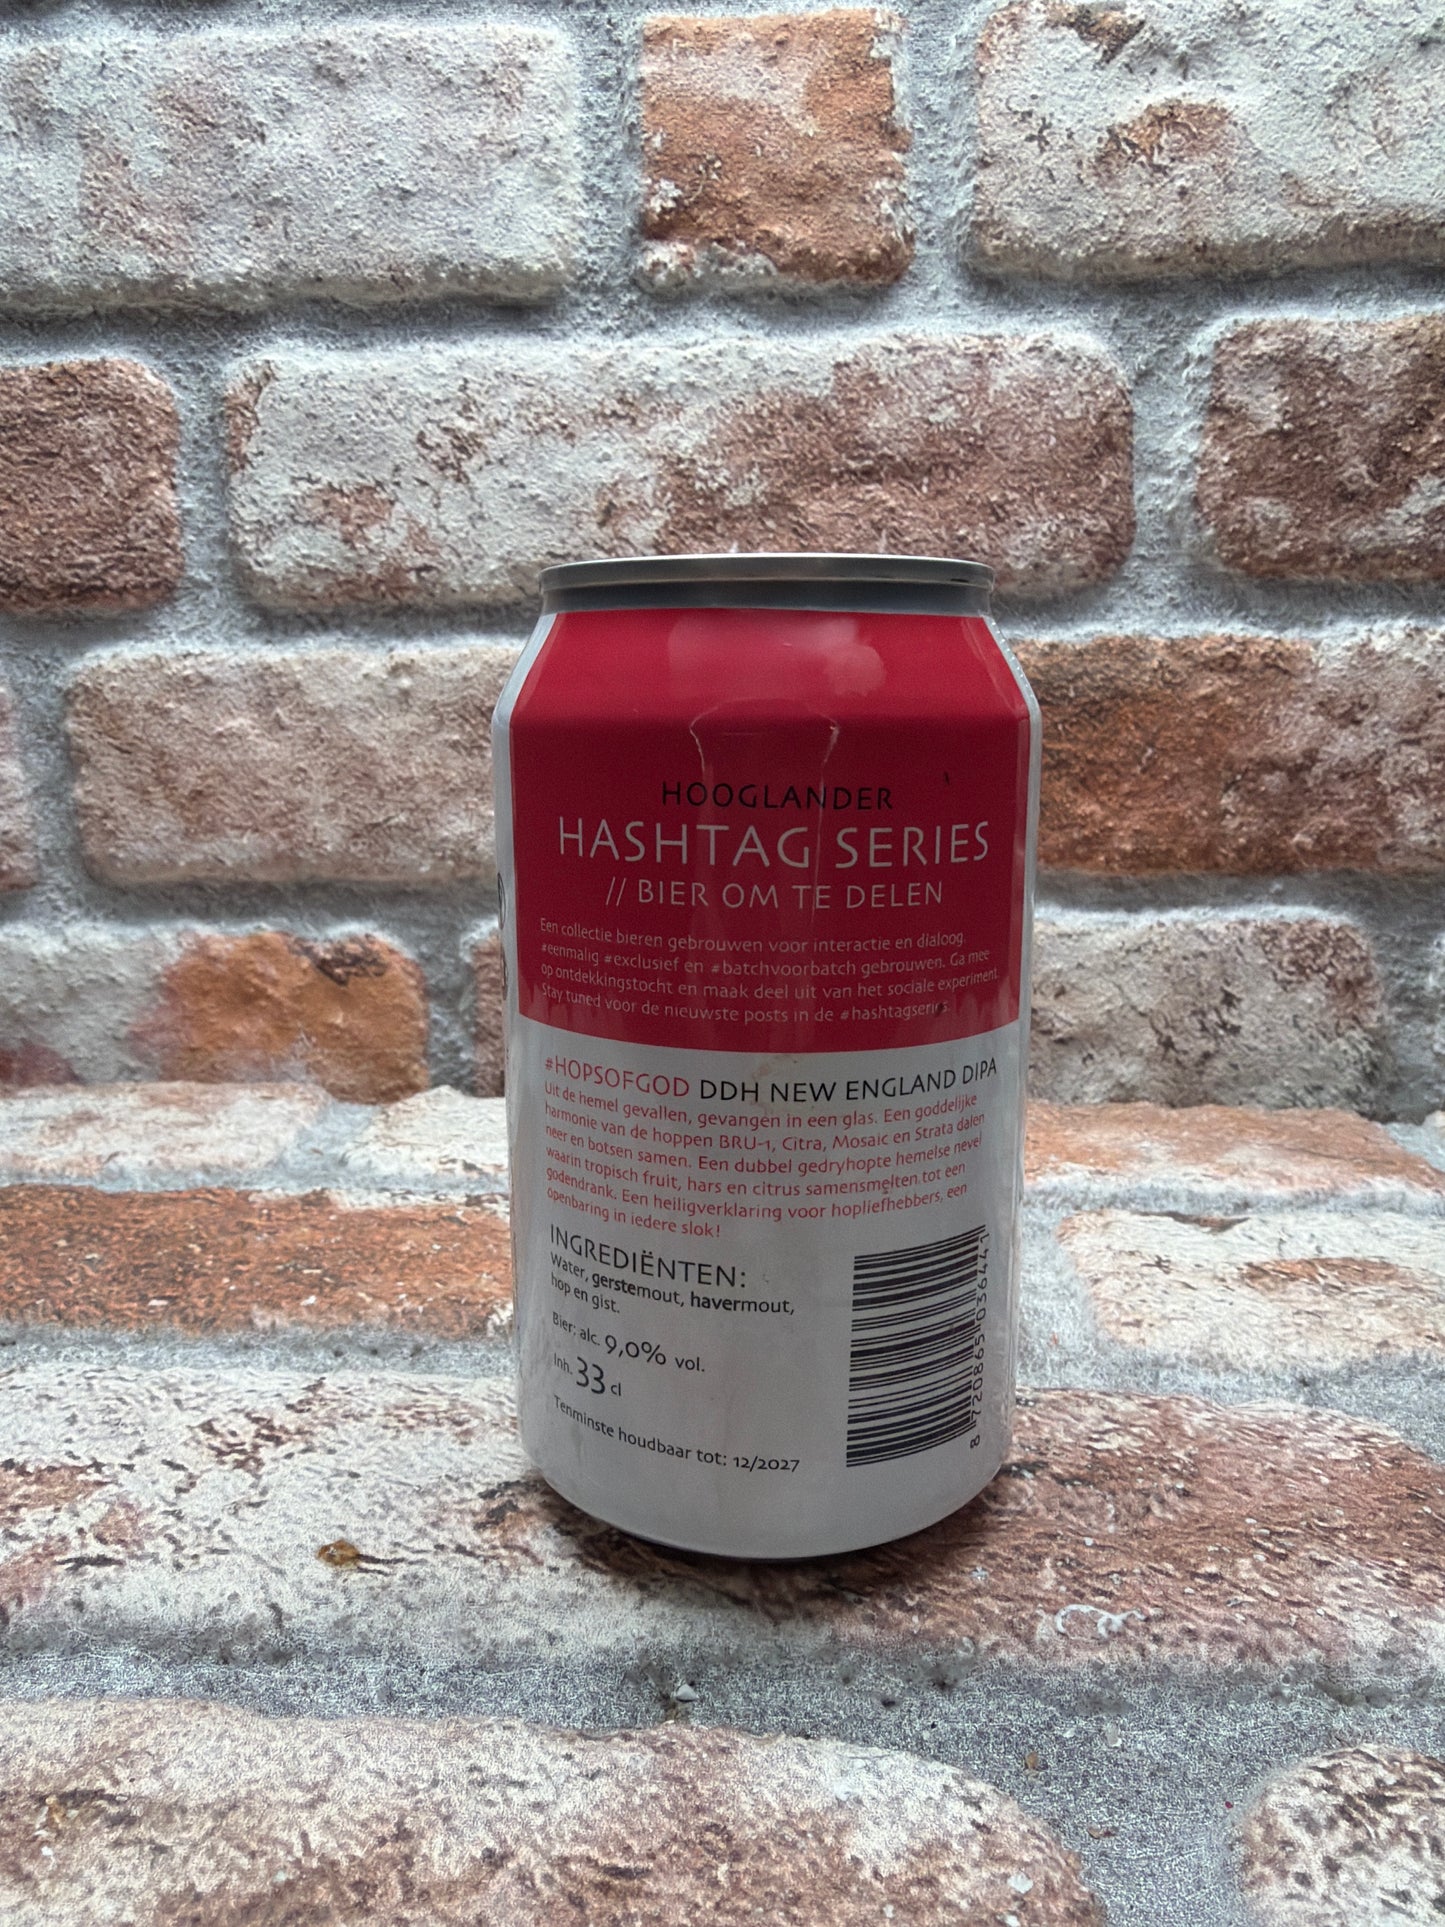 HOOGLANDER
HASHTAG SERIES
// BIER OM TE DELEN
Een collectie bieren gebrouwen voor interactie en dialoog.
#eenmalig #exclusief en #batchvoorbatch gebrouwen. Ga mee
op ontdekkingstocht en maak deel uit van het sociale experiment.
Stay tuned voor de nieuwste posts in de #hashtagseries.
#HOPSOFGOD DDH NEW ENGLAND DIPA
Uit de hemel gevallen, gevangen in een glas. Een goddelijke
harmonie van de hoppen BRU-1, Citra, Mosaic en Strata dalen
neer en botsen samen. Een dubbel gedryhopte hemelse nevel
waarin tropisch fruit, hars en citrus samensmelten tot een
godendrank. Een heiligverklaring voor hopliefhebbers, een
openbaring in iedere slok!
INGREDIËNTEN:
Water, gerstemout, havermout,
hop en gist.
Bier: alc. 9,0% vol.
Inh. 33 cl
Tenminste houdbaar tot: 12/2027
8 720865 036441